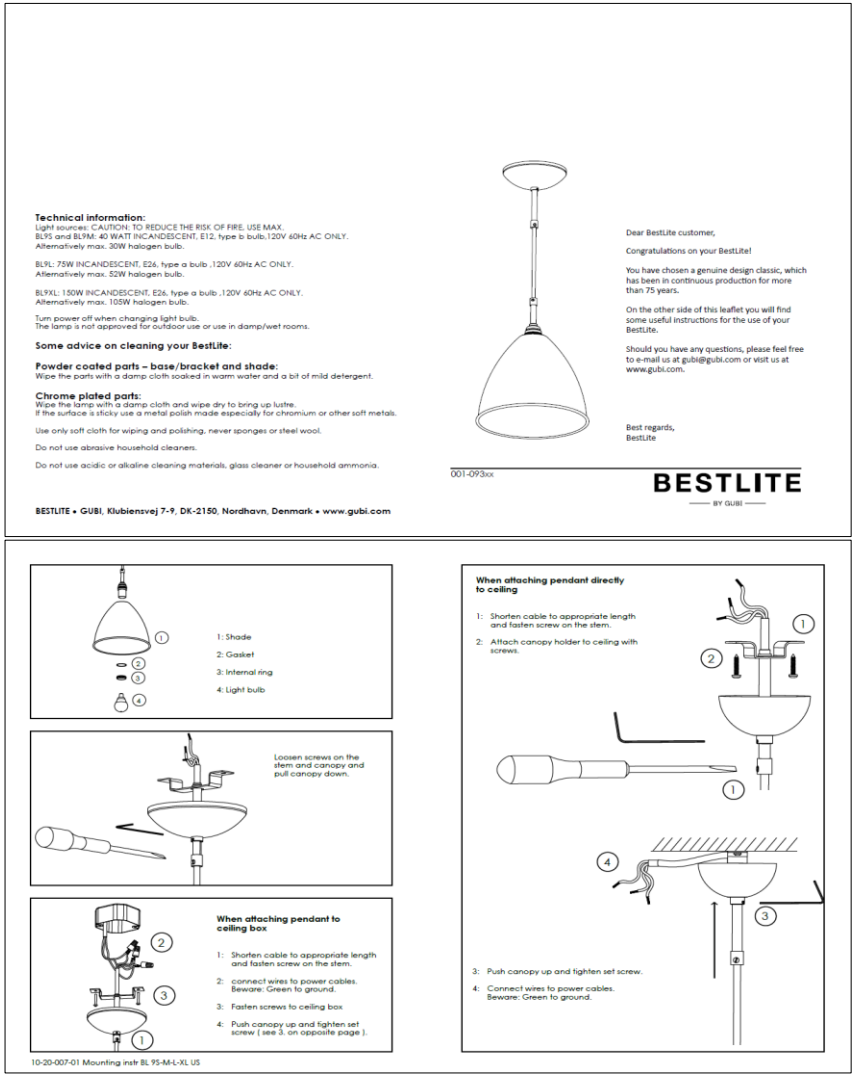 Technical information:
Light sources: CAUTION: TO REDUCE THE RISK OF FIRE, USE MAX.
BL9S and BL9M: 40 WATT INCANDESCENT, E12, type b bulb,120V 60Hz AC ONLY.
Alternatively max. 30W halogen bulb.
BL9L: 75W INCANDESCENT, E26, type a bulb ,120V 60Hz AC ONLY.
Alternatively max. 52W halogen bulb.
BL9XL: 150W INCANDESCENT, E26, type a bulb ,120V 60Hz AC ONLY.
Alternatively max. 105W halogen bulb.
Turn power off when changing light bulb.
The lamp is not approved for outdoor use or use in damp/wet rooms.
Some advice on cleaning your BestLite:
Powder coated parts – base/bracket and shade:
Wipe the parts with a damp cloth soaked in warm water and a bit of mild detergent.
Chrome plated parts:
Wipe the lamp with a damp cloth and wipe dry to bring up lustre.
If the surface is sticky use a metal polish made especially for chromium or other soft metals.
Use only soft cloth for wiping and polishing, never sponges or steel wool.
Do not use abrasive household cleaners.
Do not use acidic or alkaline cleaning materials, glass cleaner or household ammonia.
BESTLITE • GUBI, Klubiensvej 7-9, DK-2150, Nordhavn, Denmark • www.gubi.com
Dear BestLite customer,
Congratulations on your BestLite!
You have chosen a genuine design classic, which
has been in continuous production for more
than 75 years.
On the other side of this leaflet you will find
some useful instructions for the use of your
BestLite.
Should you have any questions, please feel free
to e-mail us at gubi@gubi.com or visit us at
www.gubi.com.
Best regards,
BestLite
001-093xx
BESTLITE
BY GUBI
1
2
3
4
1: Shade
2: Gasket
3: Internal ring
4: Light bulb
Loosen screws on the
stem and canopy and
pull canopy down.
2
3
1
When attaching pendant to
ceiling box
1: Shorten cable to appropriate length
and fasten screw on the stem.
2: connect wires to power cables.
Beware: Green to ground.
3: Fasten screws to ceiling box
4: Push canopy up and tighten set
screw ( see 3. on opposite page ).
10-20-007-01 Mounting instr BL 9S-M-L-XL US
When attaching pendant directly
to ceiling
1: Shorten cable to appropriate length
and fasten screw on the stem.
2: Attach canopy holder to ceiling with
screws.
1
2
1
4
3
3: Push canopy up and tighten set screw.
4: Connect wires to power cables.
Beware: Green to ground.